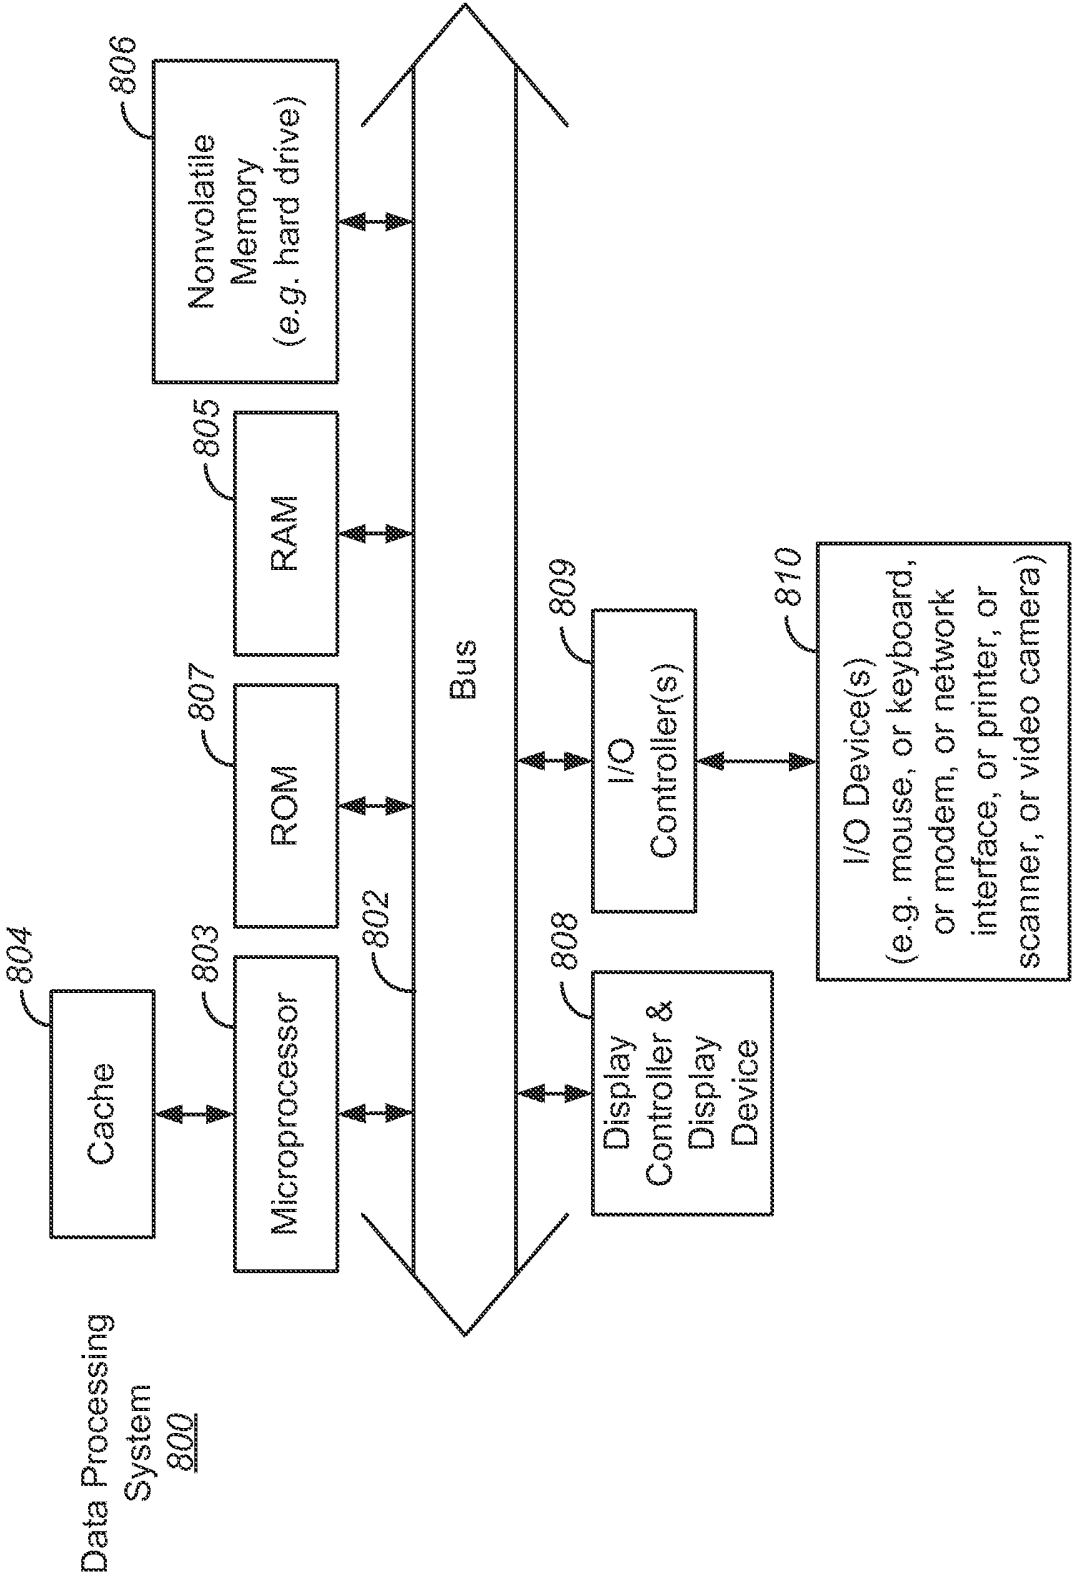 Data Processing
System
800
804
Cache
803
Microprocessor
807
ROM
805
RAM
806
Nonvolatile
Memory
(e.g. hard drive)
802
Bus
808
Display
Controller &
Display
Device
809
I/O
Controller(s)
810
I/O Device(s)
(e.g. mouse, or keyboard,
or modem, or network
interface, or printer, or
scanner, or video camera)